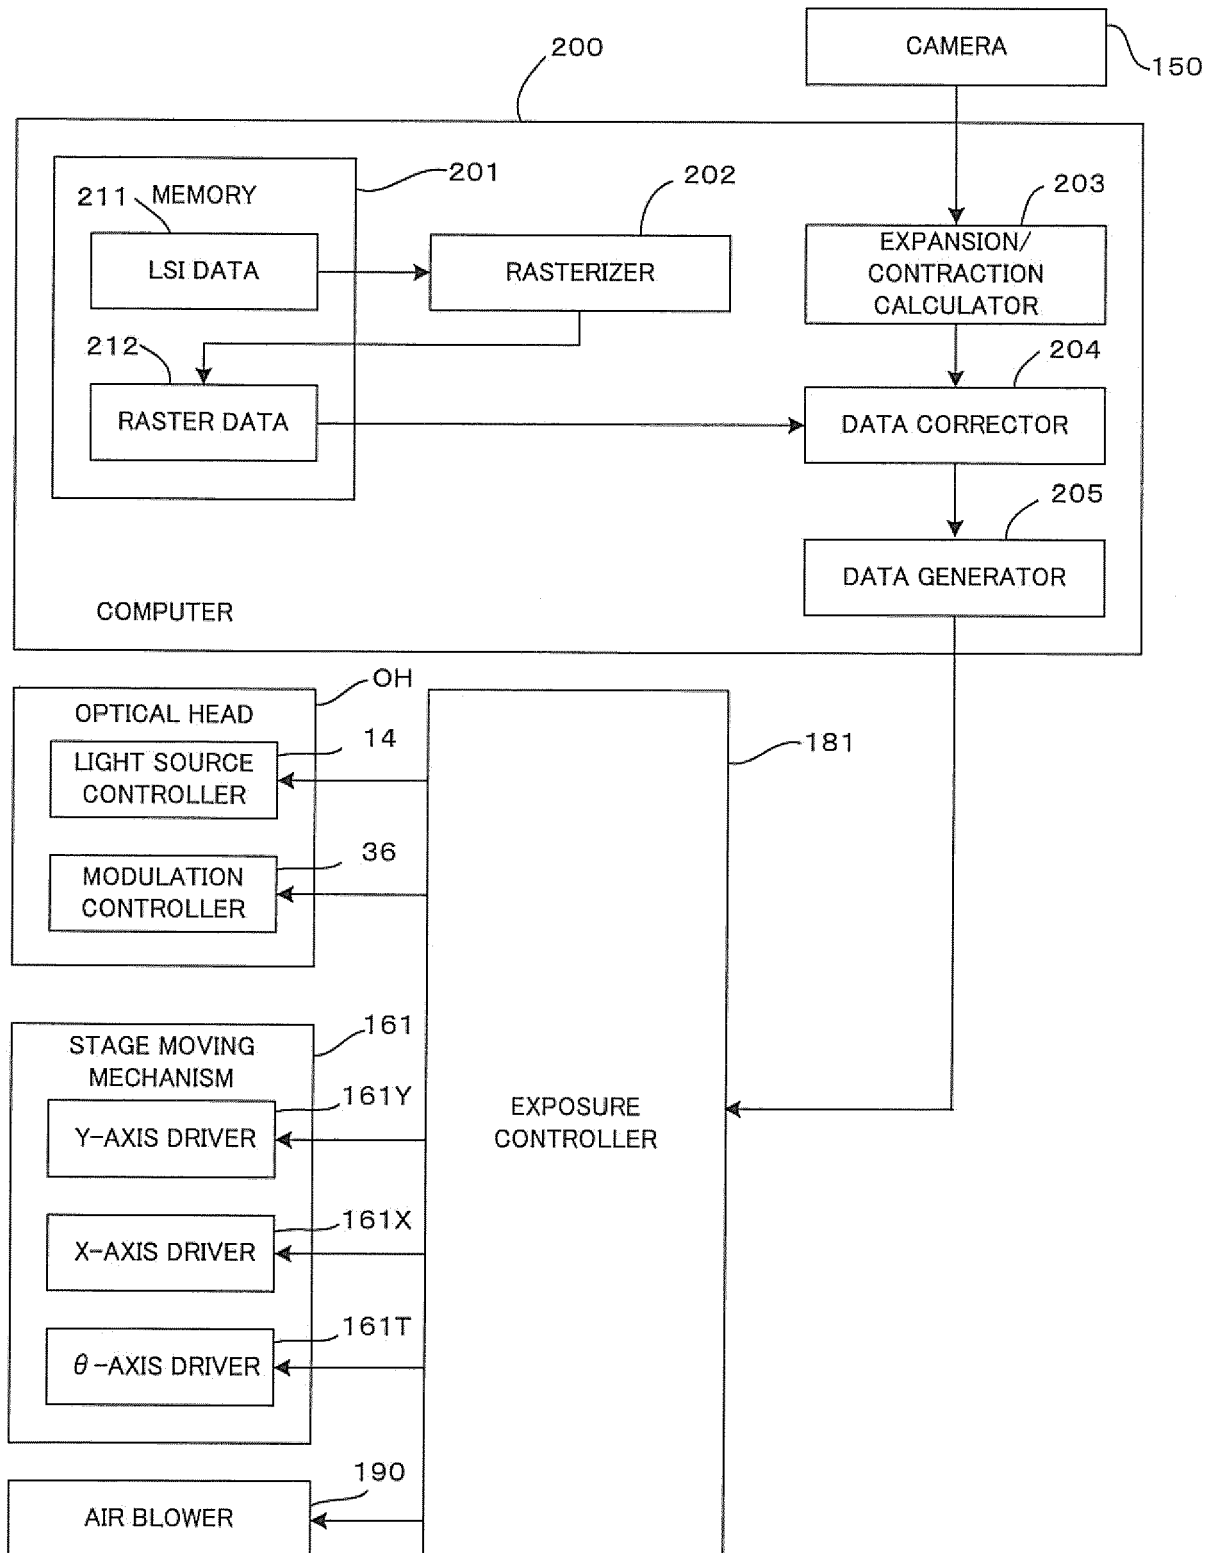 CAMERA
150
200
MEMORY
201
211
LSI DATA
202
RASTERIZER
203
EXPANSION/
CONTRACTION
CALCULATOR
212
RASTER DATA
204
DATA CORRECTOR
205
DATA GENERATOR
COMPUTER
OH
OPTICAL HEAD
14
LIGHT SOURCE
CONTROLLER
36
MODULATION
CONTROLLER
181
EXPOSURE
CONTROLLER
161
STAGE MOVING
MECHANISM
161Y
Y-AXIS DRIVER
161X
X-AXIS DRIVER
161T
θ-AXIS DRIVER
190
AIR BLOWER